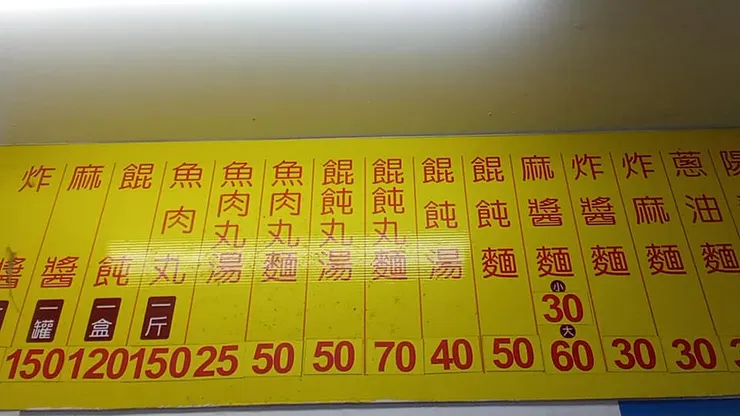 蔥油麵
炸麻麵 30
炸醬麵 30
麻醬麵 小 30 大 60
餛飩麵 50
餛飩湯 40
餛飩丸麵 70
餛飩丸湯 50
魚肉丸麵 50
魚肉丸湯 25
魚肉丸 一斤 150
餛飩 一盒 120
麻醬 一罐 150
炸醬